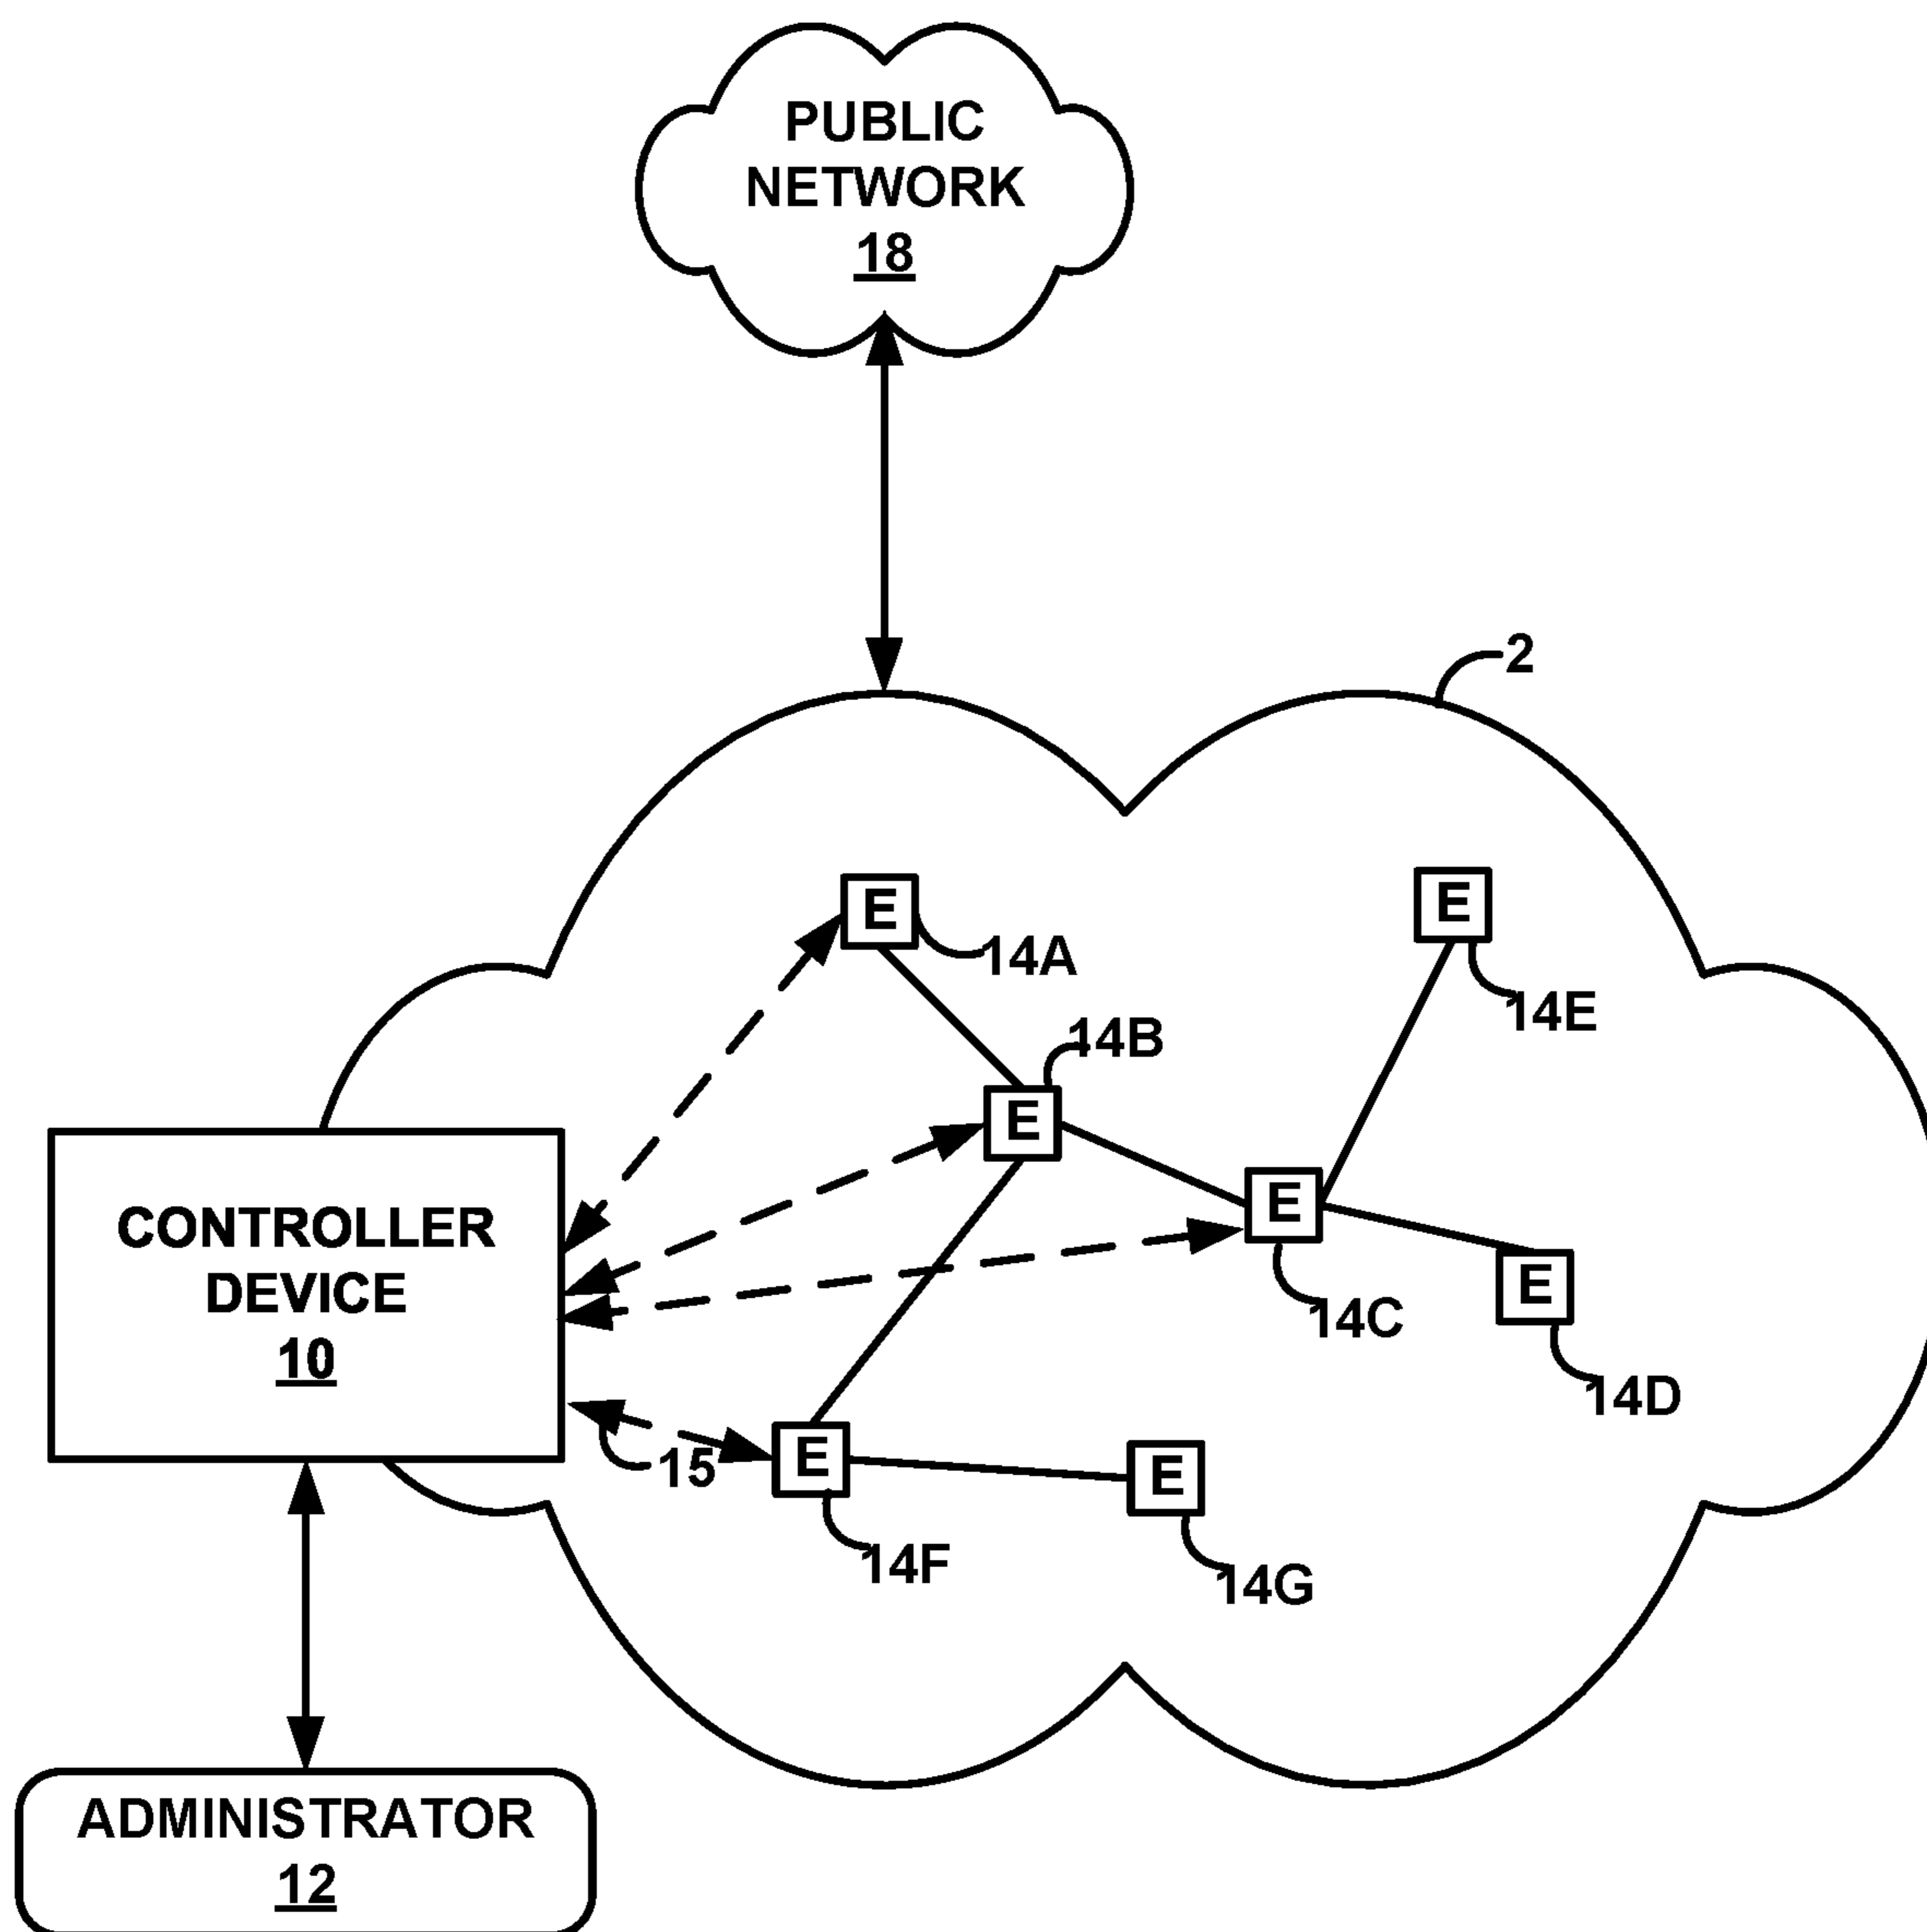 PUBLIC
NETWORK
18
2
E
14A
E
14E
14B
E
E
CONTROLLER
DEVICE
10
14C
E
14D
15
E
E
14F
14G
ADMINISTRATOR
12